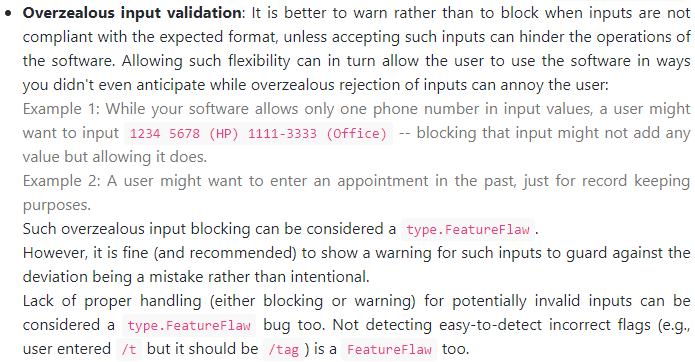 • Overzealous input validation: It is better to warn rather than to block when inputs are not
compliant with the expected format, unless accepting such inputs can hinder the operations of
the software. Allowing such flexibility can in turn allow the user to use the software in ways
you didn't even anticipate while overzealous rejection of inputs can annoy the user:
Example 1: While your software allows only one phone number in input values, a user might
want to input 1234 5678 (HP) 1111-3333 (Office) -- blocking that input might not add any
value but allowing it does.
Example 2: A user might want to enter an appointment in the past, just for record keeping
purposes.
Such overzealous input blocking can be considered a type.FeatureFlaw.
However, it is fine (and recommended) to show a warning for such inputs to guard against the
deviation being a mistake rather than intentional.
Lack of proper handling (either blocking or warning) for potentially invalid inputs can be
considered a type.FeatureFlaw bug too. Not detecting easy-to-detect incorrect flags (e.g.,
user entered /t but it should be /tag) is a FeatureFlaw too.